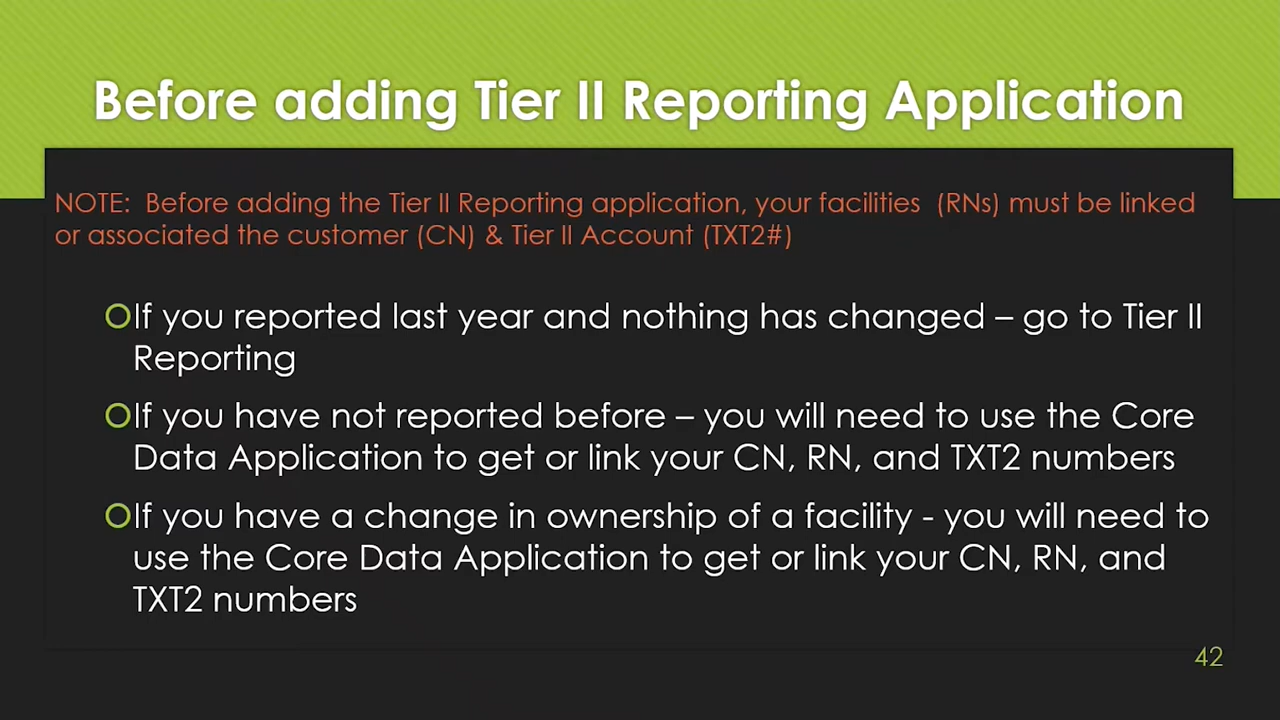 Before adding Tier II Reporting Application
NOTE:  Before adding the Tier II Reporting application, your facilities  (RNs) must be linked
or associated the customer (CN) & Tier II Account (TXT2#)
If you reported last year and nothing has changed – go to Tier II
Reporting
If you have not reported before – you will need to use the Core
Data Application to get or link your CN, RN, and TXT2 numbers
If you have a change in ownership of a facility - you will need to
use the Core Data Application to get or link your CN, RN, and
TXT2 numbers
42